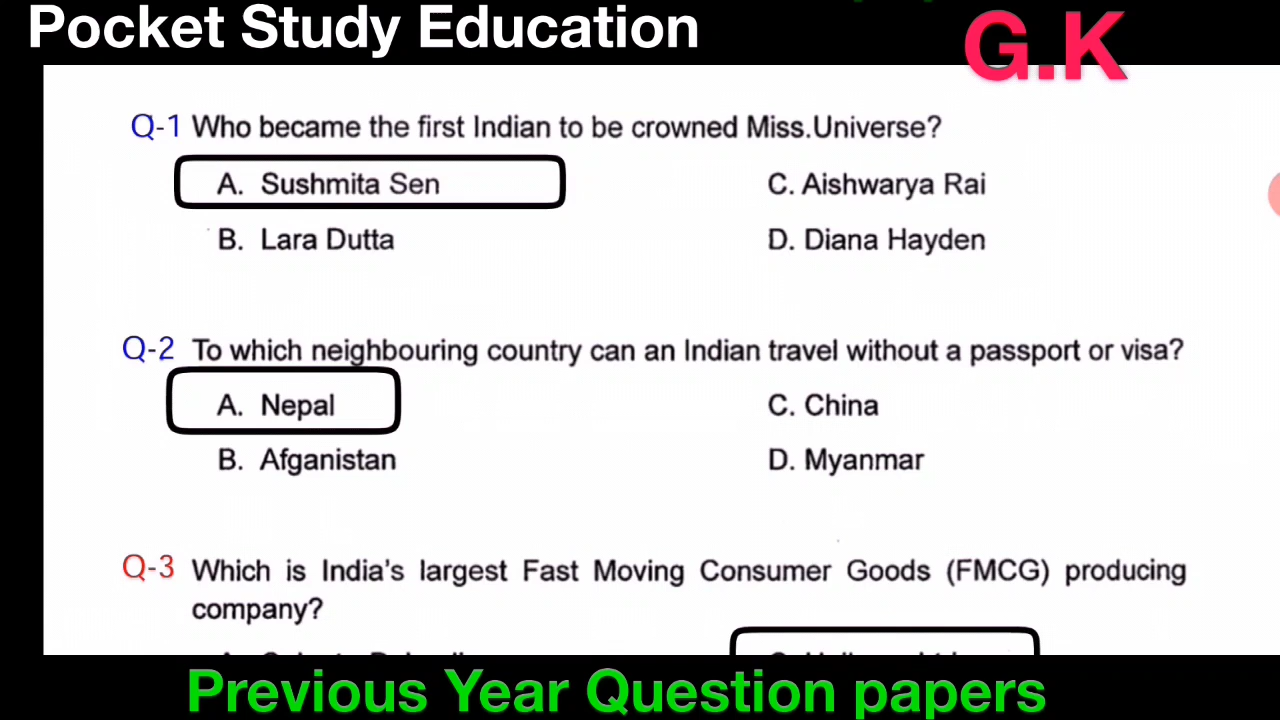 Pocket Study Education
G.K
Q-1 Who became the first Indian to be crowned Miss.Universe?
A. Sushmita Sen
C. Aishwarya Rai
B. Lara Dutta
D. Diana Hayden
Q-2 To which neighbouring country can an Indian travel without a passport or visa?
A. Nepal
C. China
B. Afganistan
D. Myanmar
Q-3 Which is India's largest Fast Moving Consumer Goods (FMCG) producing
company?
Previous Year Question papers